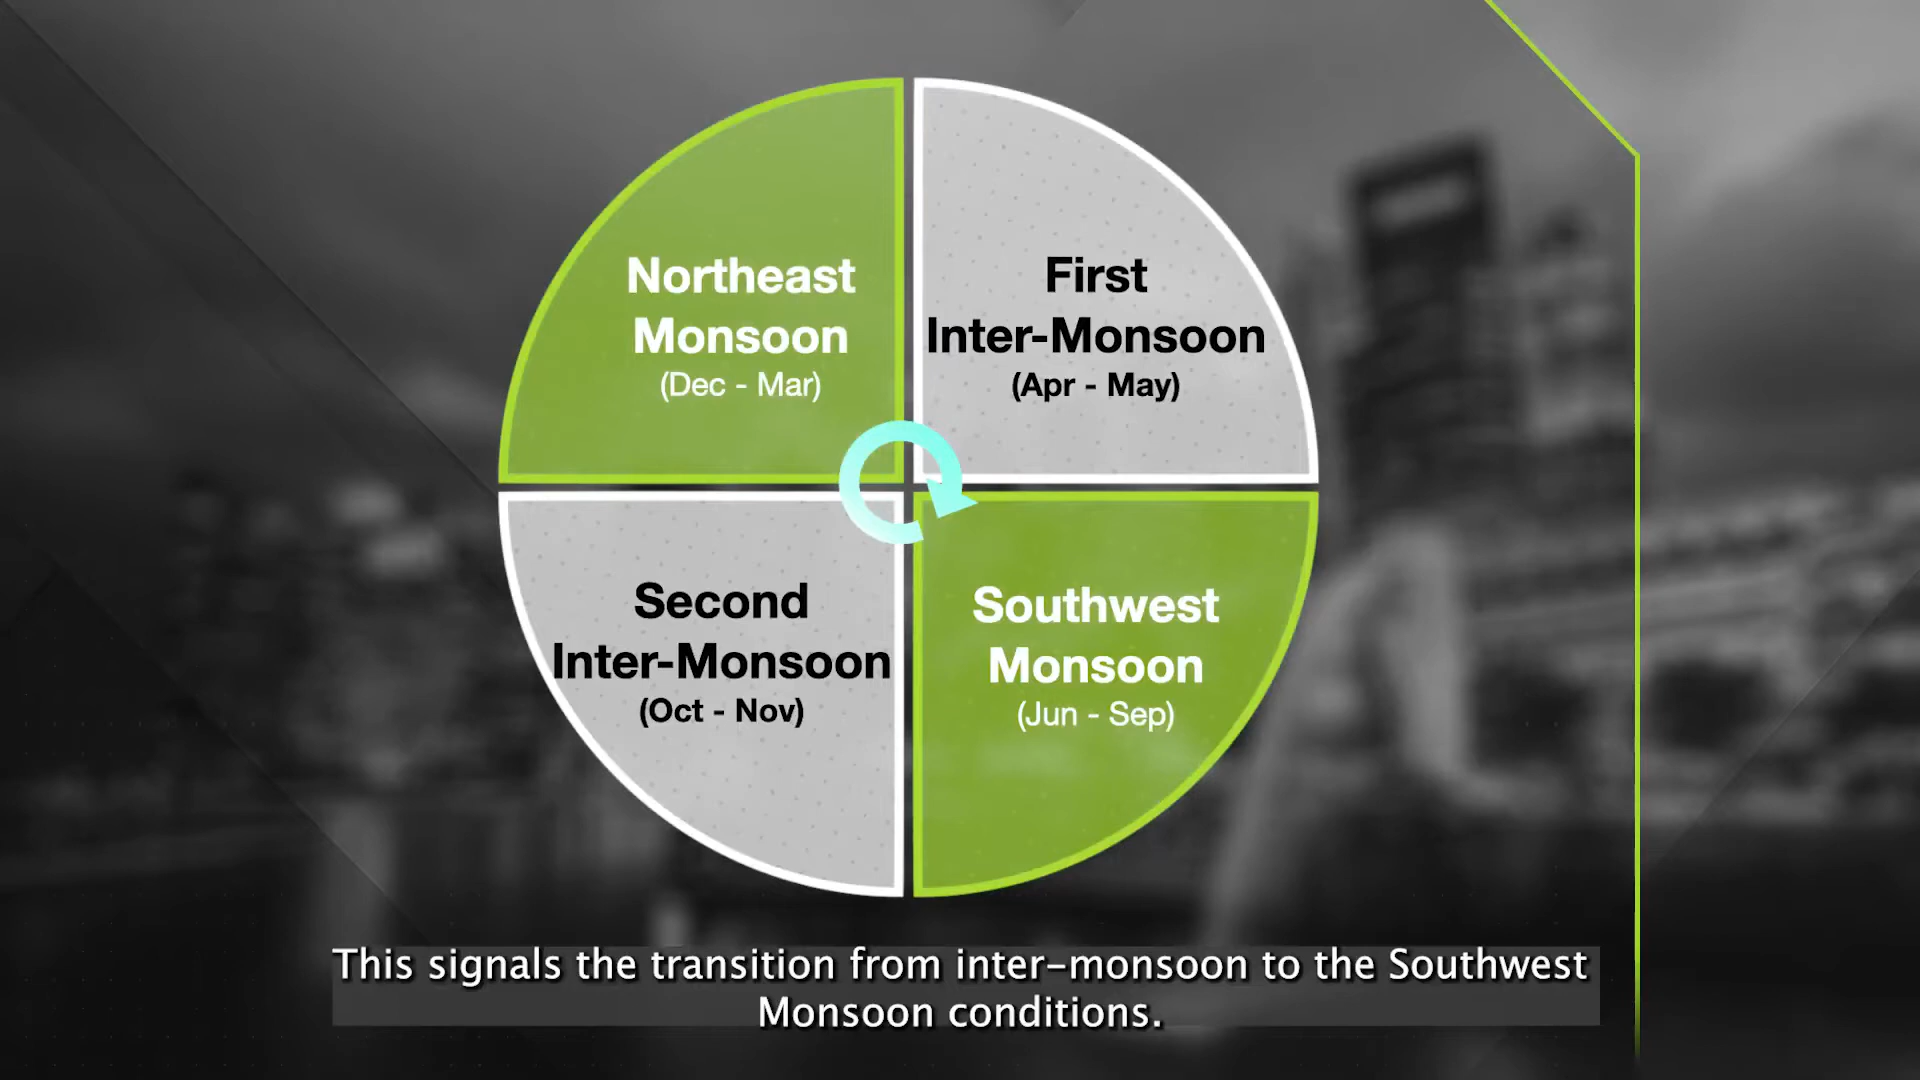 Northeast
Monsoon
(Dec - Mar)
First
Inter-Monsoon
(Apr - May)
Second
Inter-Monsoon
(Oct - Nov)
Southwest
Monsoon
(Jun - Sep)
This signals the transition from inter-monsoon to the Southwest
Monsoon conditions.